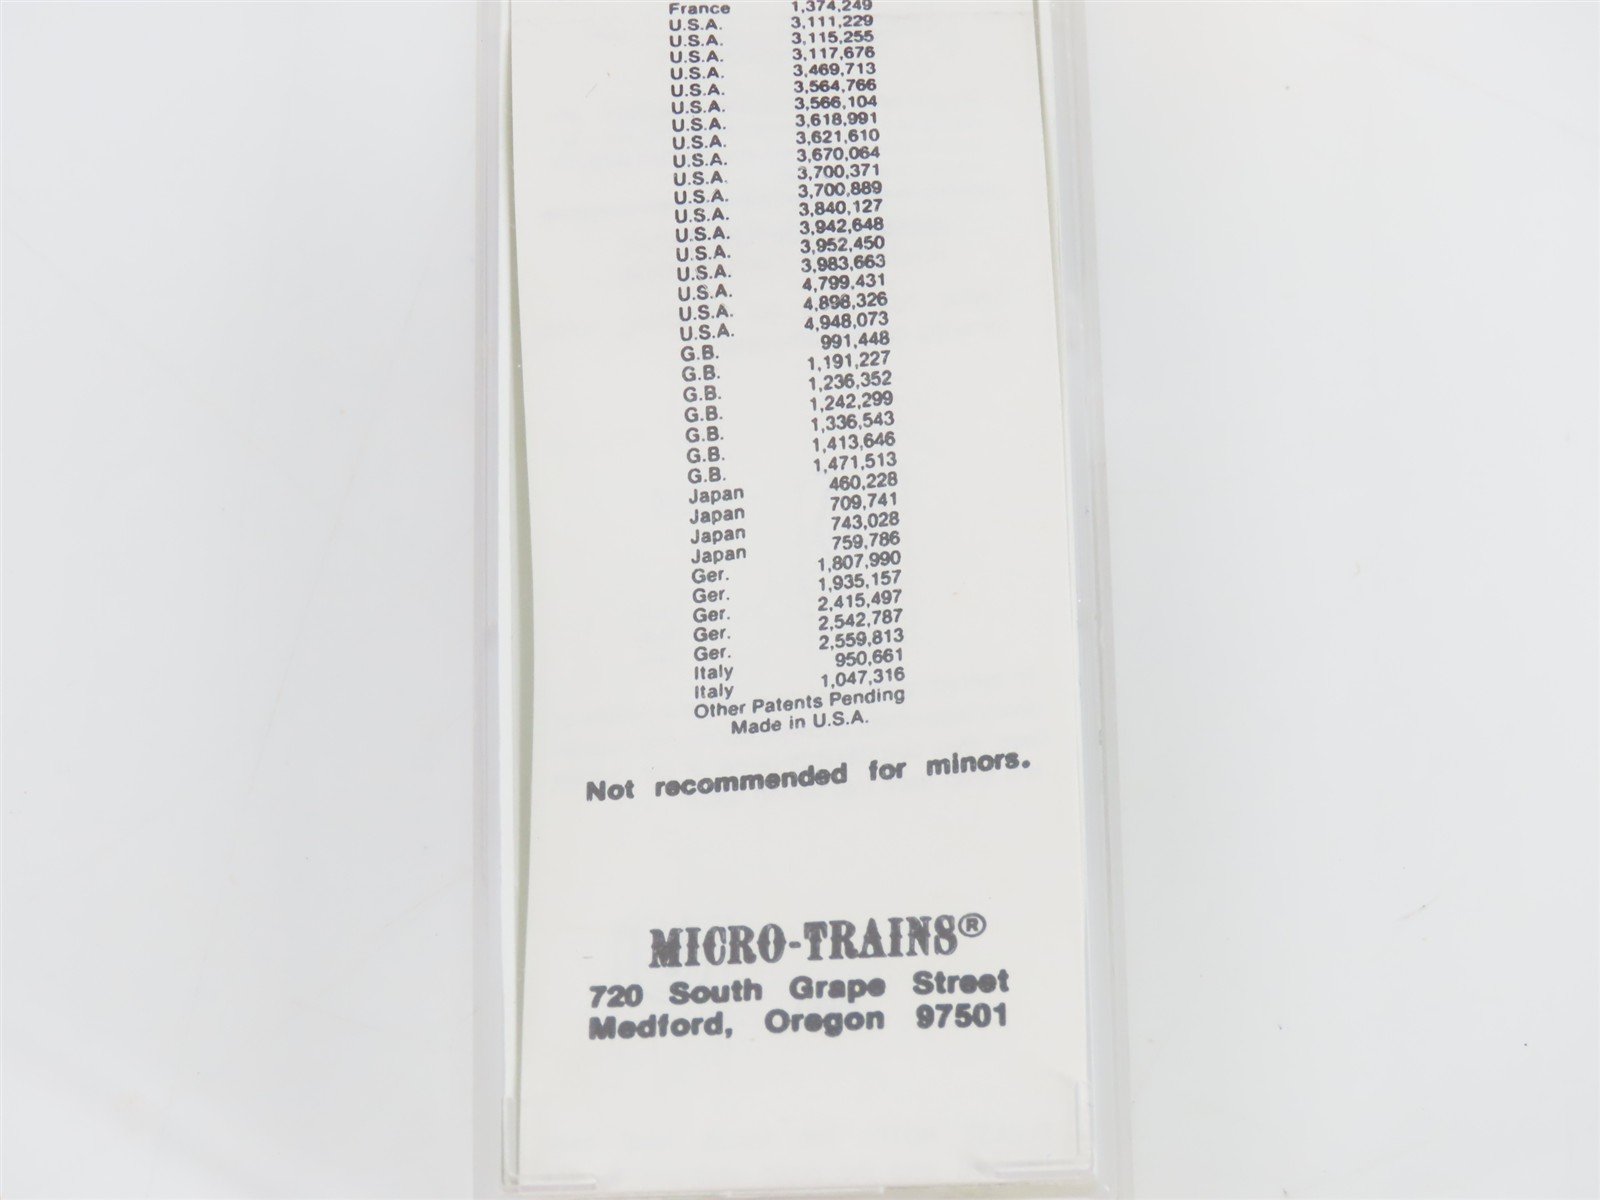 France 1,374,249
U.S.A. 3,111,229
U.S.A. 3,115,255
U.S.A. 3,117,676
U.S.A. 3,469,713
U.S.A. 3,564,766
U.S.A. 3,566,104
U.S.A. 3,618,991
U.S.A. 3,621,610
U.S.A. 3,670,064
U.S.A. 3,700,371
U.S.A. 3,700,889
U.S.A. 3,840,127
U.S.A. 3,942,648
U.S.A. 3,952,450
U.S.A. 3,983,663
U.S.A. 4,799,431
U.S.A. 4,898,326
U.S.A. 4,948,073
G.B. 991,448
G.B. 1,191,227
G.B. 1,236,352
G.B. 1,242,299
G.B. 1,336,543
G.B. 1,413,646
G.B. 1,471,513
Japan 460,228
Japan 709,741
Japan 743,028
Japan 759,786
Ger. 1,807,990
Ger. 1,935,157
Ger. 2,415,497
Ger. 2,542,787
Ger. 2,559,813
Italy 950,661
Italy 1,047,316
Other Patents Pending
Made in U.S.A.
Not recommended for minors.
MICRO-TRAINS®
720 South Grape Street
Medford, Oregon 97501